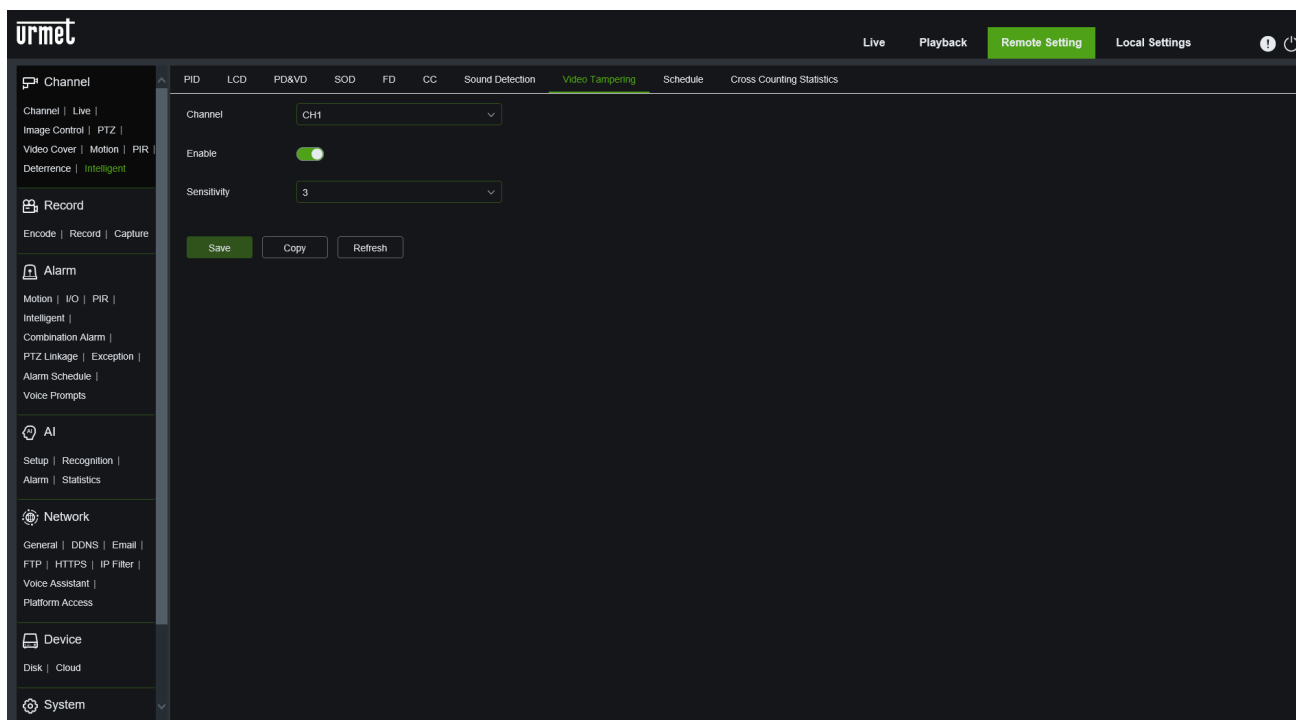 urmet
Live Playback Remote Setting Local Settings
Channel
Channel | Live |
Image Control | PTZ |
Video Cover | Motion | PIR |
Deterrence | Intelligent
Record
Encode | Record | Capture
Alarm
Motion | I/O | PIR |
Intelligent |
Combination Alarm |
PTZ Linkage | Exception |
Alarm Schedule |
Voice Prompts
AI
Setup | Recognition |
Alarm | Statistics
Network
General | DDNS | Email |
FTP | HTTPS | IP Filter |
Voice Assistant |
Platform Access
Device
Disk | Cloud
System
PID LCD PD&VD SOD FD CC Sound Detection Video Tampering Schedule Cross Counting Statistics
Channel CH1
Enable
Sensitivity 3
Save Copy Refresh